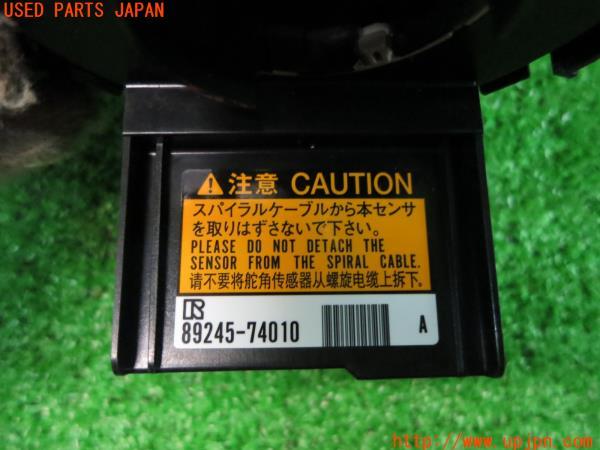 USED PARTS JAPAN
注意 CAUTION
スパイラルケーブルから本センサ
を取りはずさないで下さい。
PLEASE DO NOT DETACH THE
SENSOR FROM THE SPIRAL CABLE.
请不要将舵角传感器从螺旋电缆上拆下。
R
89245-74010
A
http://www.upjpn.com